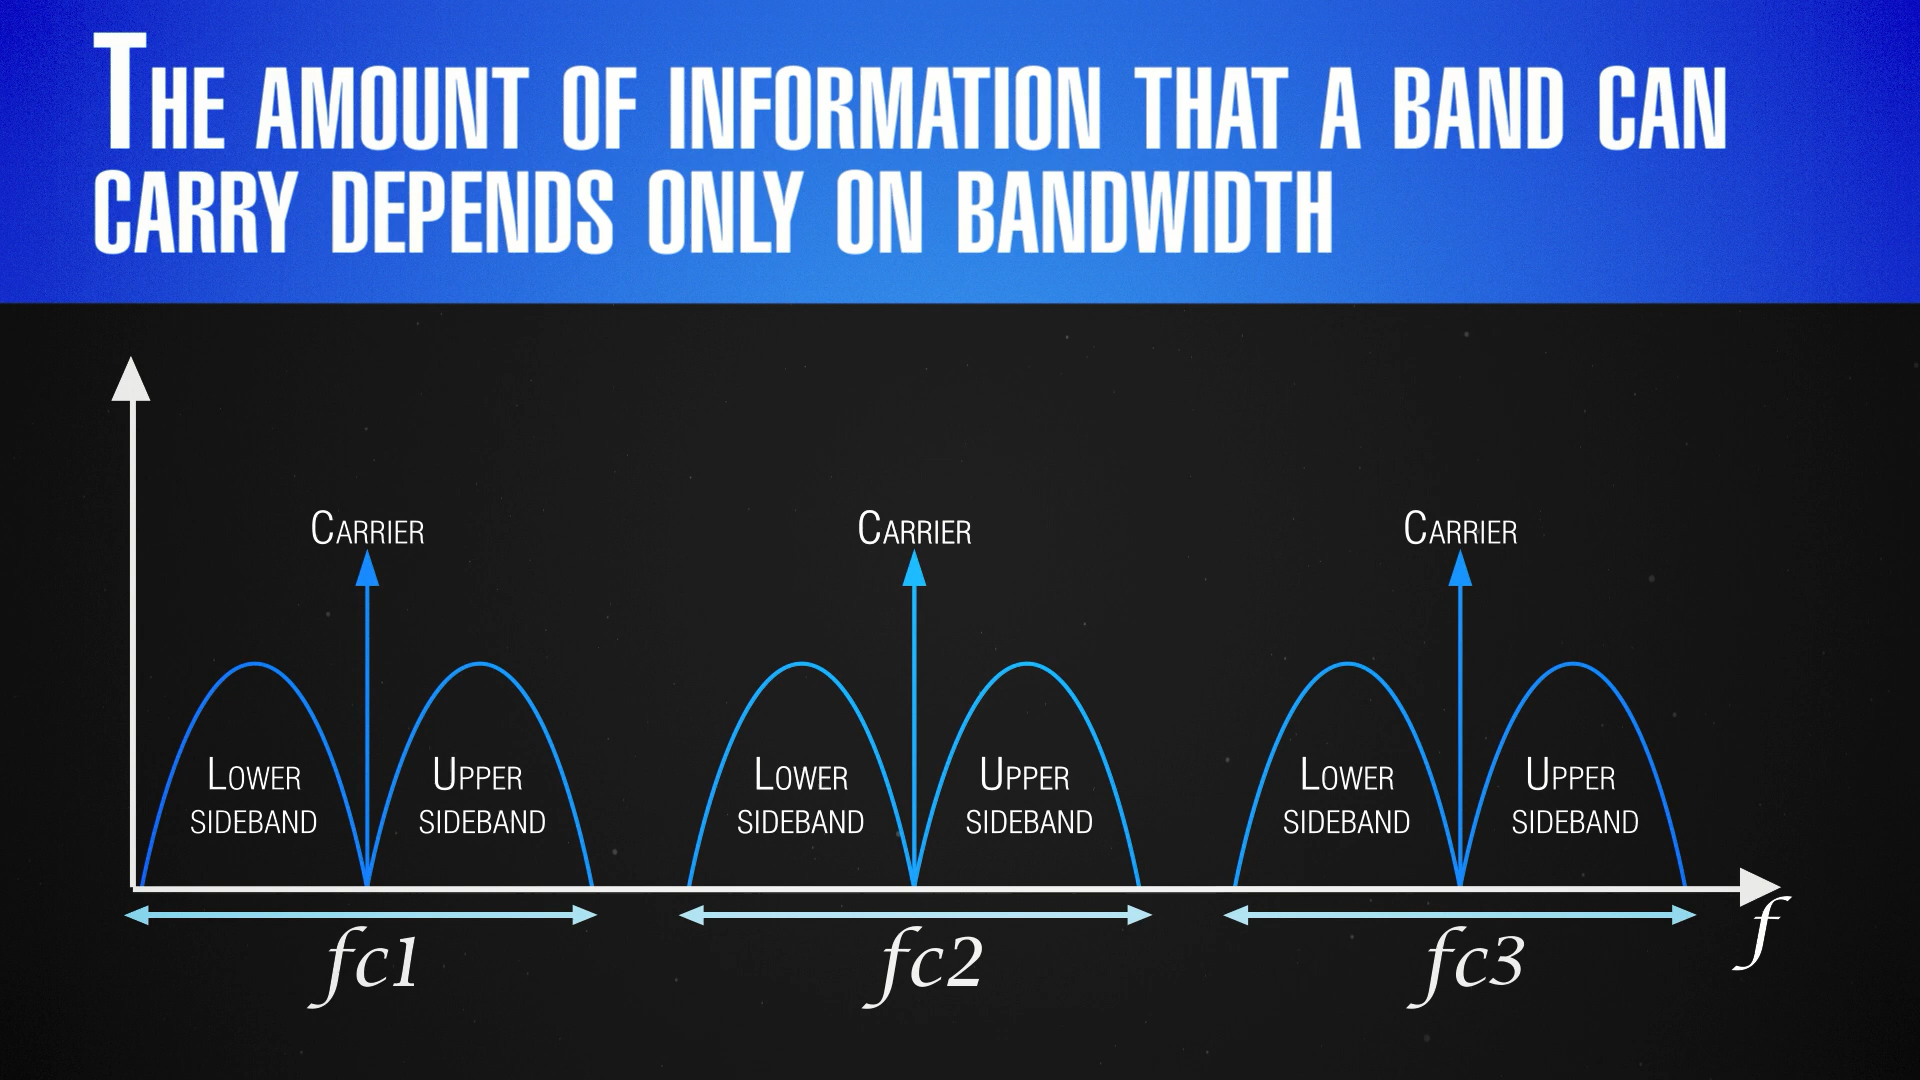 The amount of information that a band can
carry depends only on bandwidth
Carrier Carrier Carrier
Lower Upper Lower Upper Lower Upper
sideband sideband sideband sideband sideband sideband
fc1 fc2 fc3 f